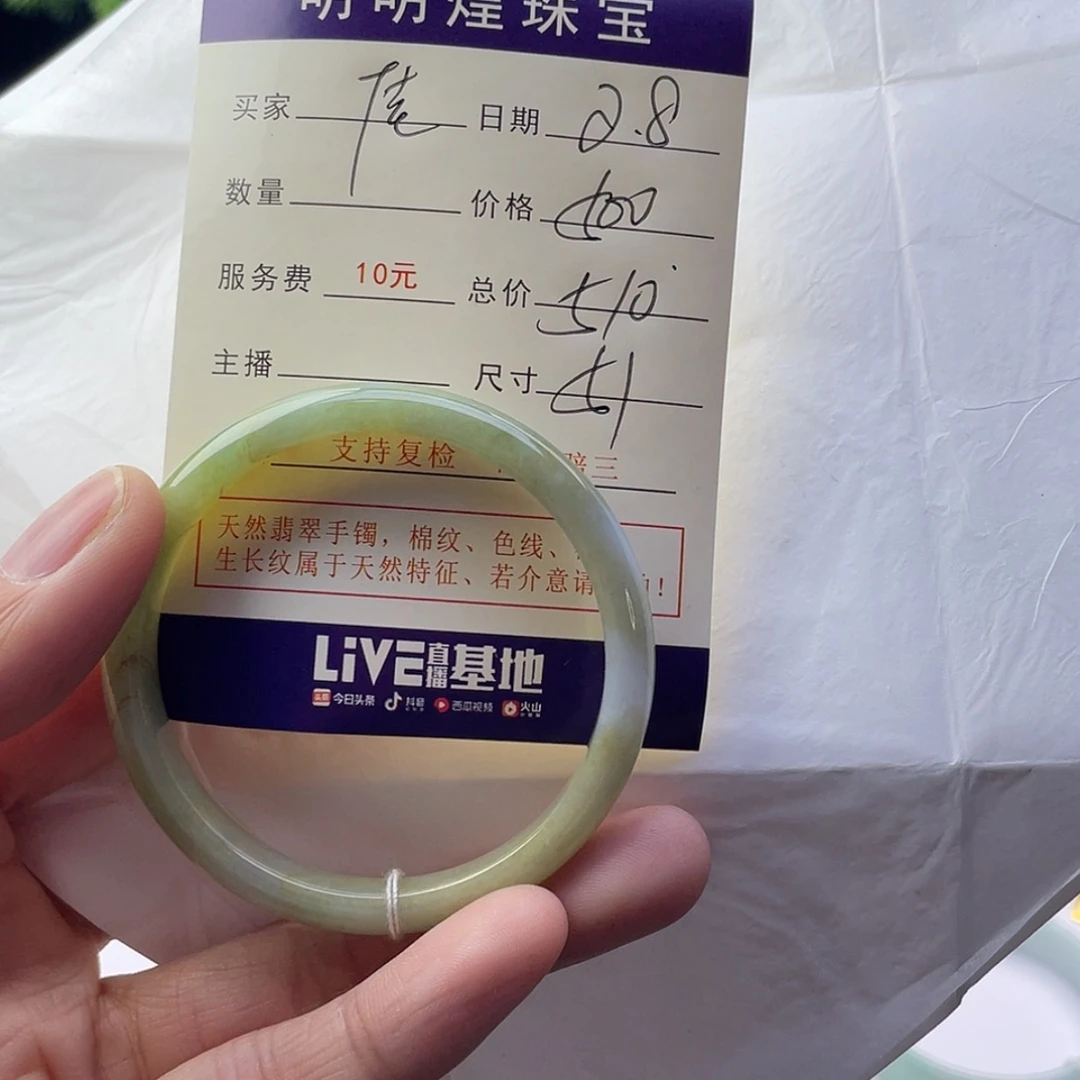 明煌珠宝
买家 日期 2.8
数量 价格 500
服务费 10元 总价 510
主播 尺寸 51
支持复检 赔三
天然翡翠手镯，棉纹、色线、
生长纹属于天然特征、若介意请！
LiVE直播基地
今日头条 抖音 西瓜视频 火山